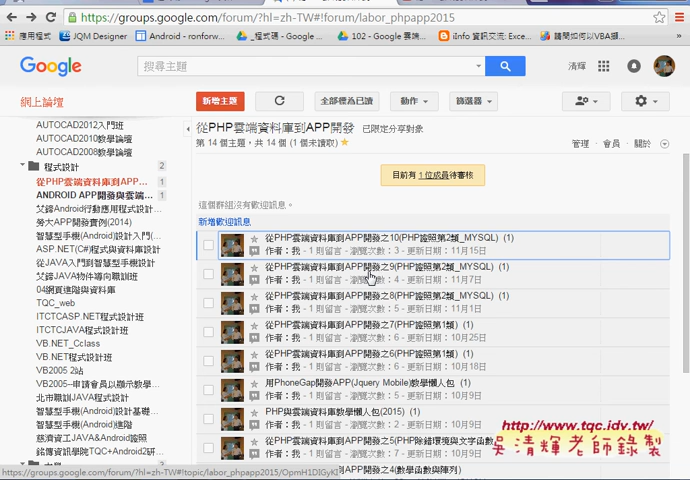 https://groups.google.com/forum/?hl=zh-TW#!forum/labor_phpapp2015
應用程式
JQM Designer
Android - ronforw...
_程式碼 - Google...
102 - Google 雲端...
iInfo 資訊交流: Exce...
請問如何以VBA擷...
Google
搜尋主題
清輝
網上論壇
新增主題
全部標為已讀
動作
篩選器
AUTOCAD2012入門班
AUTOCAD2010教學論壇
AUTOCAD2008教學論壇
程式設計 2
從PHP雲端資料庫到APP... 1
ANDROID APP開發與雲端... 1
艾鍗Android行動應用程式設計...
勞大APP開發實例(2014)
智慧型手機(Android)設計入門(...
ASP.NET(C#)程式與資料庫設計
從JAVA入門到智慧型手機設計
艾鍗JAVA物件導向職訓班
04網頁進階與資料庫
TQC_web
ITCTCASP.NET程式設計
ITCTCJAVA程式設計
VB.NET_Cclass
VB.NET程式設計班
VB2005 2站
VB2005--申請會員以顯示教學...
北市職訓JAVA程式設計
智慧型手機(Android)設計基礎...
智慧型手機(Android)進階
慈濟資工JAVA&Android證照
銘傳資訊學院TQC+Android2研...
從PHP雲端資料庫到APP開發 已限定分享對象
第 14 個主題,共 14 個 (1 個未讀取)
管理 · 會員 · 關於
目前有 1 位成員待審核
這個群組沒有歡迎訊息。
新增歡迎訊息
從PHP雲端資料庫到APP開發之10(PHP證照第2類_MYSQL) (1)
作者:我 - 1 則留言 - 瀏覽次數:3 - 更新日期:11月15日
從PHP雲端資料庫到APP開發之9(PHP證照第2類_MYSQL) (1)
作者:我 - 1 則留言 - 瀏覽次數:4 - 更新日期:11月7日
從PHP雲端資料庫到APP開發之8(PHP證照第2類_MYSQL) (1)
作者:我 - 1 則留言 - 瀏覽次數:5 - 更新日期:11月1日
從PHP雲端資料庫到APP開發之7(PHP證照第1類) (1)
作者:我 - 1 則留言 - 瀏覽次數:6 - 更新日期:10月25日
從PHP雲端資料庫到APP開發之6(PHP證照第1類) (1)
作者:我 - 1 則留言 - 瀏覽次數:6 - 更新日期:10月18日
用PhoneGap開發APP(Jquery Mobile)教學懶人包 (1)
作者:我 - 1 則留言 - 瀏覽次數:5 - 更新日期:10月9日
PHP與雲端資料庫教學懶人包(2015) (1)
作者:我 - 1 則留言 - 瀏覽次數:2 - 更新日期:10月9日
從PHP雲端資料庫到APP開發之5(PHP除錯環境與文字函數
作者:我 - 1 則留言 - 瀏覽次數:7 - 更新日期:10月9日
到APP開發之4(數學函數與陣列)
http://www.tqc.idv.tw/
吳清輝老師錄製
https://groups.google.com/forum/?hl=zh-TW#!topic/labor_phpapp2015/OpmH1DIGyKI